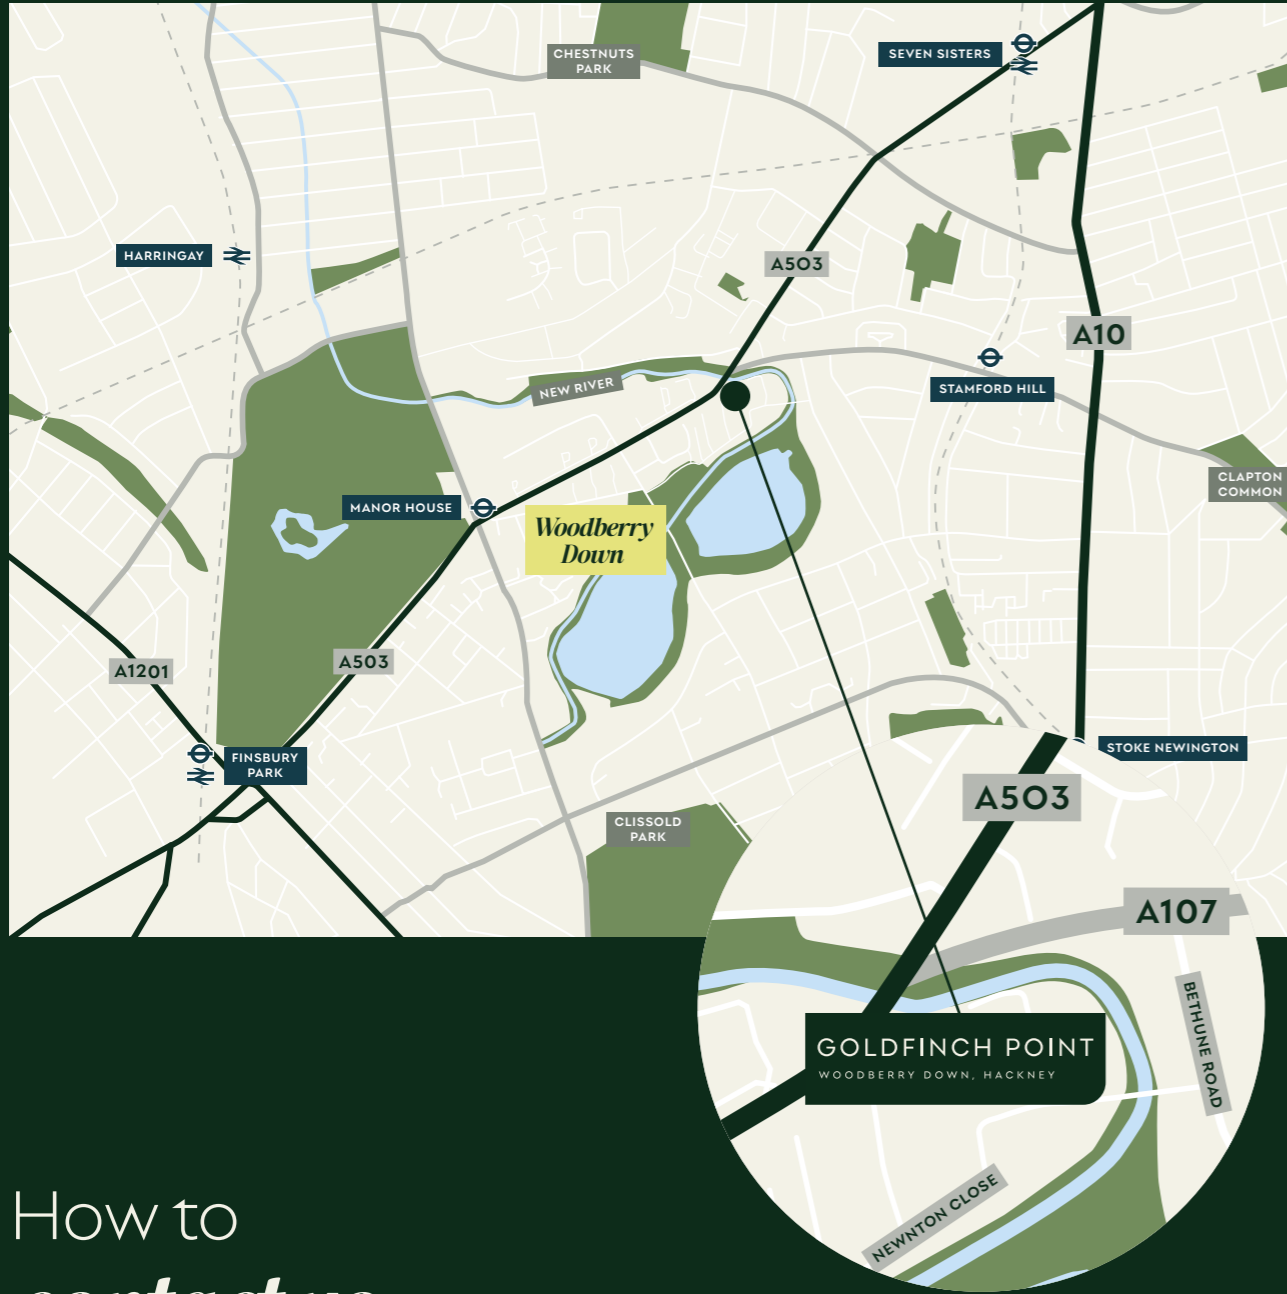 CHESTNUTS
PARK
SEVEN SISTERS
HARRINGAY
A503
A10
STAMFORD HILL
NEW RIVER
CLAPTON
COMMON
MANOR HOUSE
Woodberry
Down
A1201
A503
FINSBURY
PARK
STOKE NEWINGTON
A503
CLISSOLD
PARK
A107
BETHUNE ROAD
GOLDFINCH POINT
WOODBERRY DOWN, HACKNEY
NEWNTON CLOSE
How to
contact us